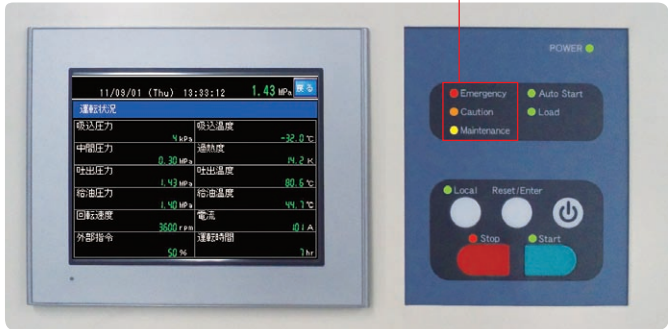 11/09/01 (Thu) 13:33:12 1.43 MPa 戻る
運転状況
吸込圧力 4 kPa 吸込温度 -32.0 ℃
中間圧力 0.30 MPa 過熱度 14.2 K
吐出圧力 1.43 MPa 吐出温度 80.6 ℃
給油圧力 1.40 MPa 給油温度 44.7 ℃
回転速度 3600 rpm 電流 101 A
外部指令 50 % 運転時間 7 hr
POWER
Emergency Auto Start
Caution Load
Maintenance
Local Reset/Enter
Stop Start